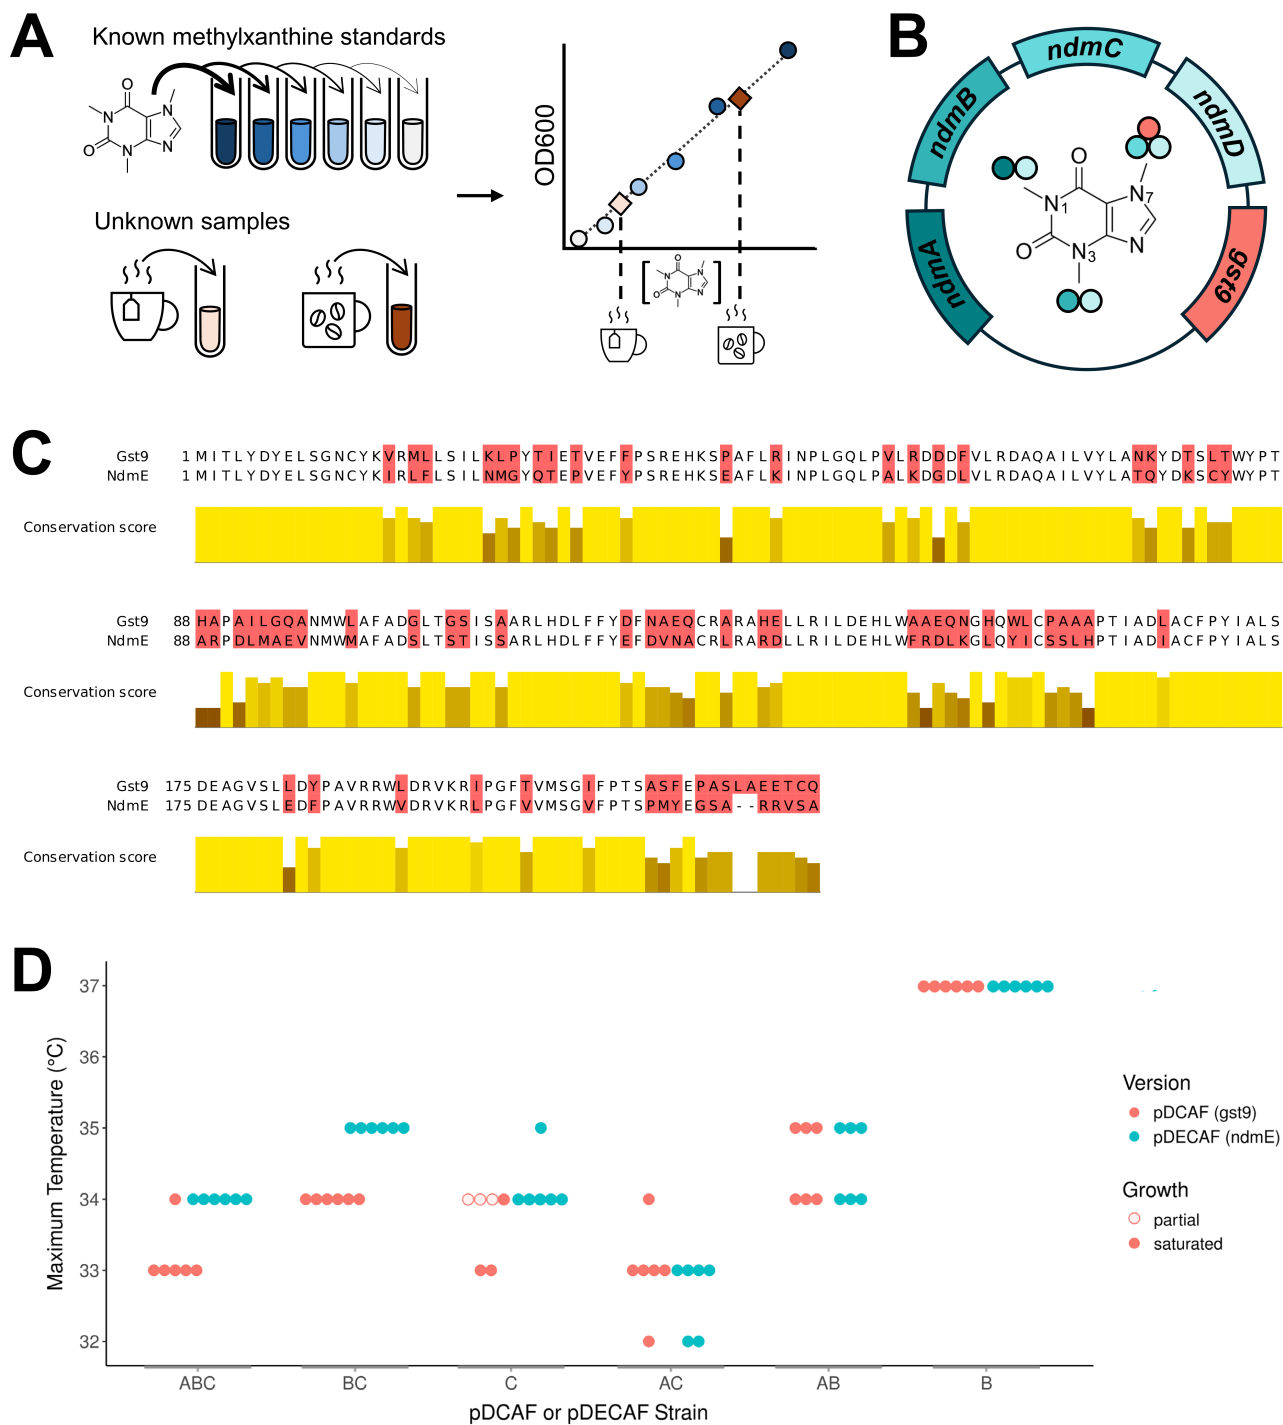 A
Known methylxanthine standards
N
O
N
N
O
N
Unknown samples
OD600
O
N
N
N
O
N
B
ndmA
ndmB
ndmC
ndmD
gst9
O
N1
N7
O
N3
N
C
Gst9 1 MITLYDYELSGNCYKVRMLLSILKLPYTIETVEFFPSREHKSPAFLRINPLGQLPVLRDDDFVLRDAQAILVYLANKYDTSLTWYPT
NdmE 1 MITLYDYELSGNCYKIRLFLSILNMGYQTEPVEFYPSREHKSEAFLKINPLGQLPALKDGDLVLRDAQAILVYLATQYDKSCYWYPT
Conservation score
Gst9 88 HAPAILGQANMWLAFADGLTGSISAARLHDLFFYDFNAEQCRARAHELLRILDEHLWAAEQNGHQWLCPAAAPTIADLACFPYIALS
NdmE 88 ARPDLMAEVNMWMAFADSLTSTISSARLHDLFFYEFDVNACRLRARDLLRILDEHLWFRDLKGLQYICSSLHPTIADIACFPYIALS
Conservation score
Gst9 175 DEAGVSLLDYPAVRRWLDRVKRIPGFTVMSGIFPTSASFEPASLAEETCQ
NdmE 175 DEAGVSLEDFPAVRRWVDRVKRLPGFVVMSGVFPTSPMYEGSA--RRVSA
Conservation score
D
Maximum Temperature (°C)
37
36
35
34
33
32
ABC BC C AC AB B
pDCAF or pDECAF Strain
Version
pDCAF (gst9)
pDECAF (ndmE)
Growth
partial
saturated